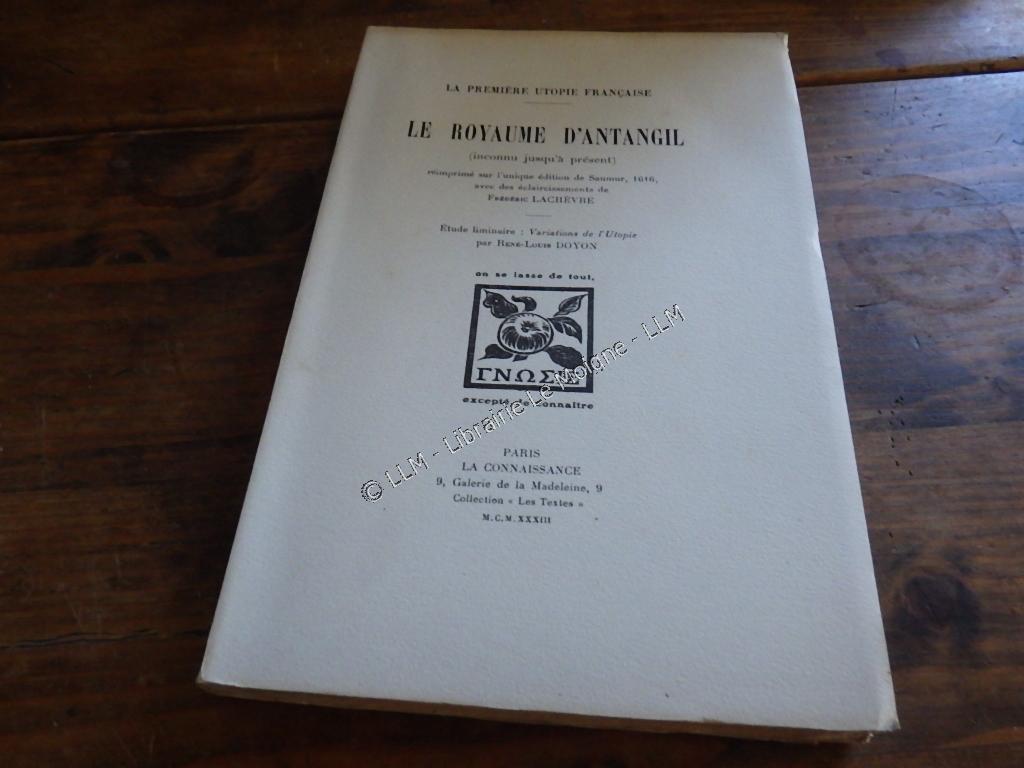 LA PREMIÈRE UTOPIE FRANÇAISE
LE ROYAUME D'ANTANGIL
(inconnu jusqu'à présent)
réimprimé sur l'unique édition de Saumur, 1616,
avec des éclaircissements de
FRÉDÉRIC LACHÈVRE
Étude liminaire : Variations de l'Utopie
par RENÉ-LOUIS DOYON
on se lasse de tout,
ΓΝΩΣΙΣ
excepté de connaître
© LLM - Librairie Le Moigne - LLM
PARIS
LA CONNAISSANCE
9, Galerie de la Madeleine, 9
Collection « Les Textes »
M.C.M.XXXIII